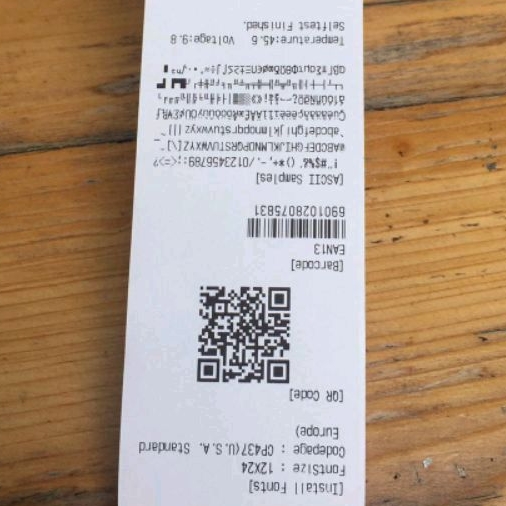 [Install Fonts]
FontSize : 12X24
Codepage : CP437(U.S.A. Standard
Europe)
[QR Code]
[Barcode]
EAN13
6901028075831
[ASCII Samples]
!"#$%&'()*+,-./0123456789:;<=>?
@ABCDEFGHIJKLMNOPQRSTUVWXYZ[\]^_
`abcdefghijklmnopqrstuvwxyz{|}~
Temperature:45.6 Voltage:9.8
Selftest Finished.